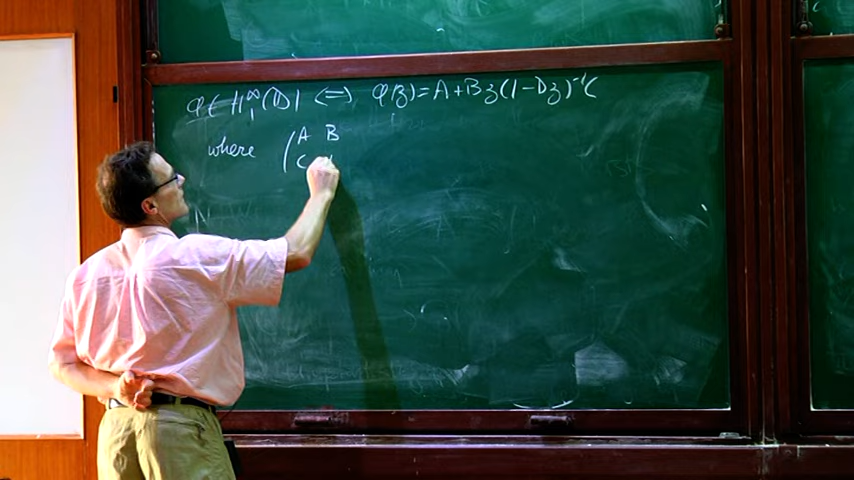 φ ∈ H₁^∞(D) ⟺ φ(z)=A+Bz(1-Dz)⁻¹C
where (A B
C